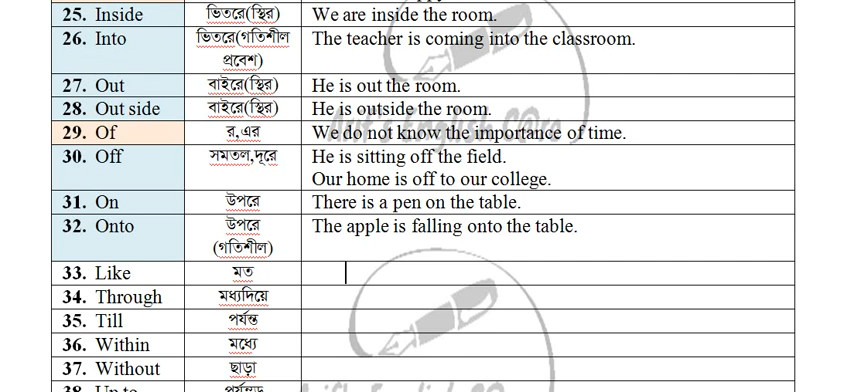 25. Inside ভিতরে(স্থির) We are inside the room.
26. Into ভিতরে(গতিশীল The teacher is coming into the classroom.
প্রবেশ)
27. Out বাইরে(স্থির) He is out the room.
28. Out side বাইরে(স্থির) He is outside the room.
29. Of র,এর We do not know the importance of time.
30. Off সমতল,দূরে He is sitting off the field.
Our home is off to our college.
31. On উপরে There is a pen on the table.
32. Onto উপরে The apple is falling onto the table.
(গতিশীল)
33. Like মত
34. Through মধ্যদিয়ে
35. Till পর্যন্ত
36. Within মধ্যে
37. Without ছাড়া
38. Up to